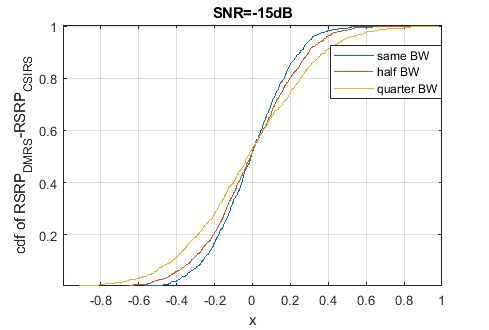 SNR=-15dB
cdf of RSRP_DMRS-RSRP_CSIRS
1
0.8
0.6
0.4
0.2
same BW
half BW
quarter BW
-0.8 -0.6 -0.4 -0.2 0 0.2 0.4 0.6 0.8 1
x